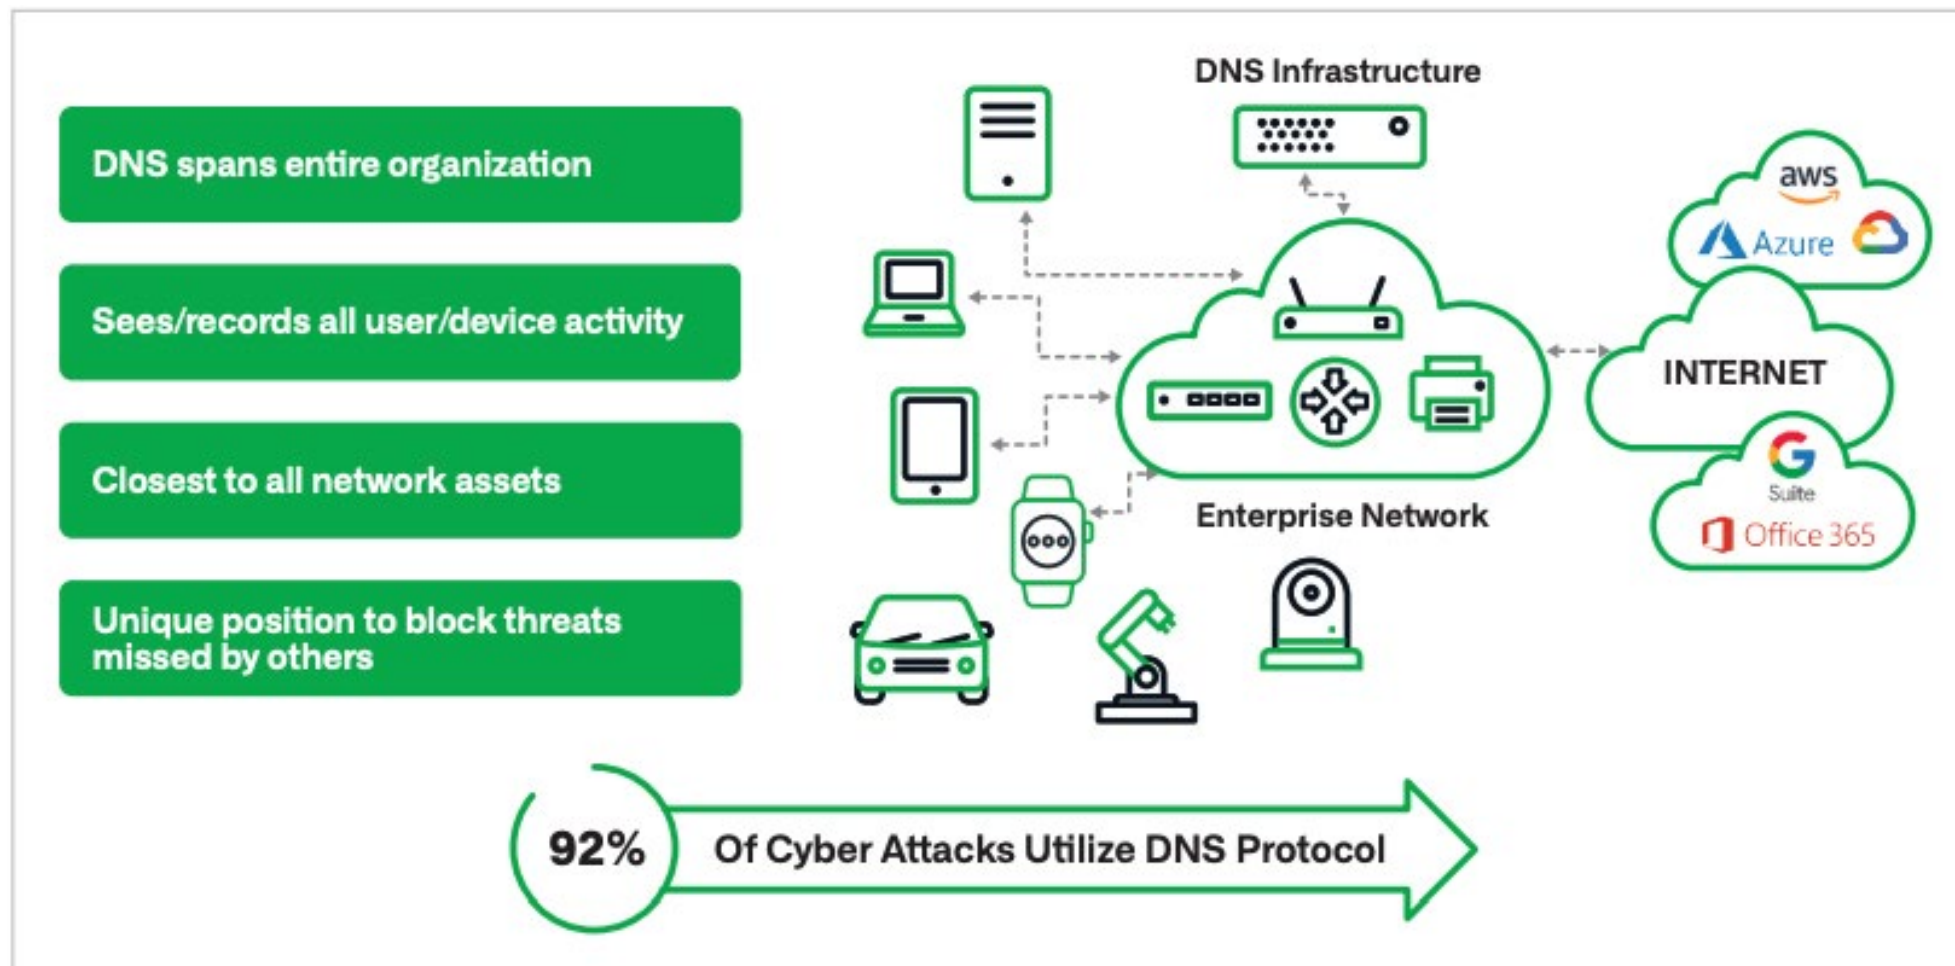 DNS spans entire organization
Sees/records all user/device activity
Closest to all network assets
Unique position to block threats
missed by others
DNS Infrastructure
aws
Azure
INTERNET
G
Suite
Office 365
Enterprise Network
92%
Of Cyber Attacks Utilize DNS Protocol